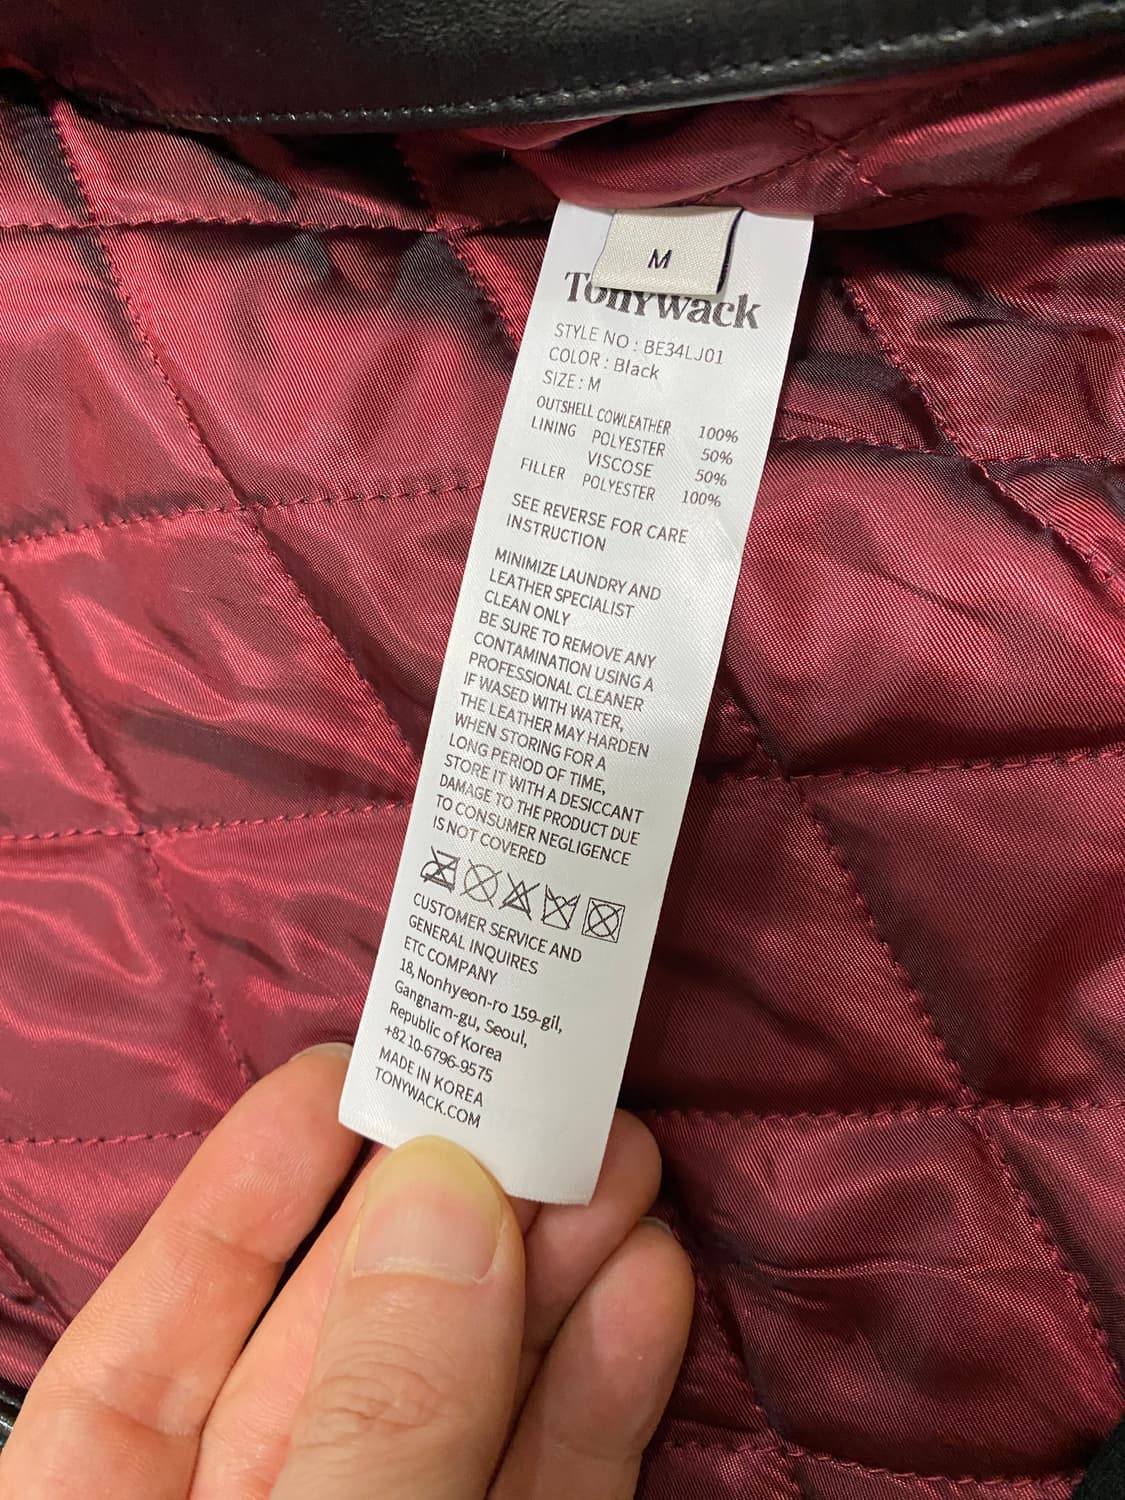 M
Tonywack
STYLE NO : BE34LJ01
COLOR : Black
SIZE : M
OUTSHELL COWLEATHER 100%
LINING POLYESTER 50%
VISCOSE 50%
FILLER POLYESTER 100%
SEE REVERSE FOR CARE
INSTRUCTION
MINIMIZE LAUNDRY AND
LEATHER SPECIALIST
CLEAN ONLY
BE SURE TO REMOVE ANY
CONTAMINATION USING A
PROFESSIONAL CLEANER
IF WASED WITH WATER,
THE LEATHER MAY HARDEN
WHEN STORING FOR A
LONG PERIOD OF TIME,
STORE IT WITH A DESICCANT
DAMAGE TO THE PRODUCT DUE
TO CONSUMER NEGLIGENCE
IS NOT COVERED
CUSTOMER SERVICE AND
GENERAL INQUIRES
ETC COMPANY
18, Nonhyeon-ro 159-gil,
Gangnam-gu, Seoul,
Republic of Korea
+82 10-6796-9575
MADE IN KOREA
TONYWACK.COM